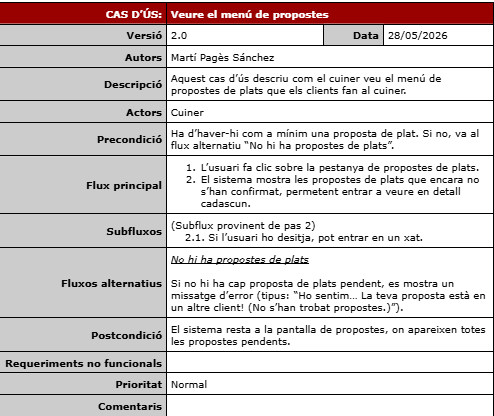 CAS D'ÚS: Veure el menú de propostes
Versió 2.0 Data 28/05/2026
Autors Martí Pagès Sánchez
Descripció Aquest cas d'ús descriu com el cuiner veu el menú de
propostes de plats que els clients fan al cuiner.
Actors Cuiner
Precondició Ha d'haver-hi com a mínim una proposta de plat. Si no, va al
flux alternatiu “No hi ha propostes de plats”.
Flux principal
1. L'usuari fa clic sobre la pestanya de propostes de plats.
2. El sistema mostra les propostes de plats que encara no
s'han confirmat, permetent entrar a veure en detall
cadascun.
Subfluxos (Subflux provinent de pas 2)
2.1. Si l'usuari ho desitja, pot entrar en un xat.
Fluxos alternatius
No hi ha propostes de plats
Si no hi ha cap proposta de plat pendent, es mostra un
missatge d'error (tipus: “Ho sentim... La teva proposta està en
un altre client! (No s'han trobat propostes.)”).
Postcondició El sistema resta a la pantalla de propostes, on apareixen totes
les propostes pendents.
Requeriments no funcionals
Prioritat Normal
Comentaris